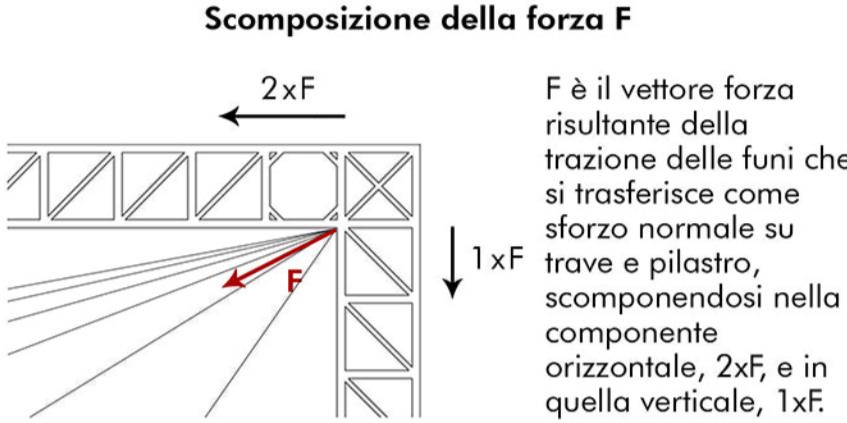 Scomposizione della forza F
2xF
F è il vettore forza
risultante della
trazione delle funi che
si trasferisce come
sforzo normale su
trave e pilastro,
scomponendosi nella
componente
orizzontale, 2xF, e in
quella verticale, 1xF.
1xF
F